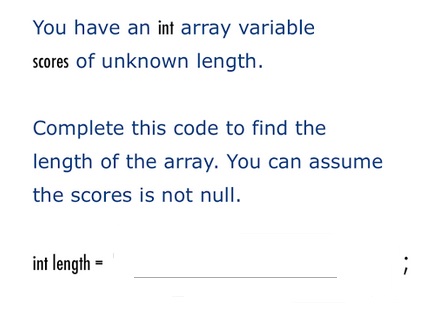 You have an int array variable
scores of unknown length.
Complete this code to find the
length of the array. You can assume
the scores is not null.
int length = ;